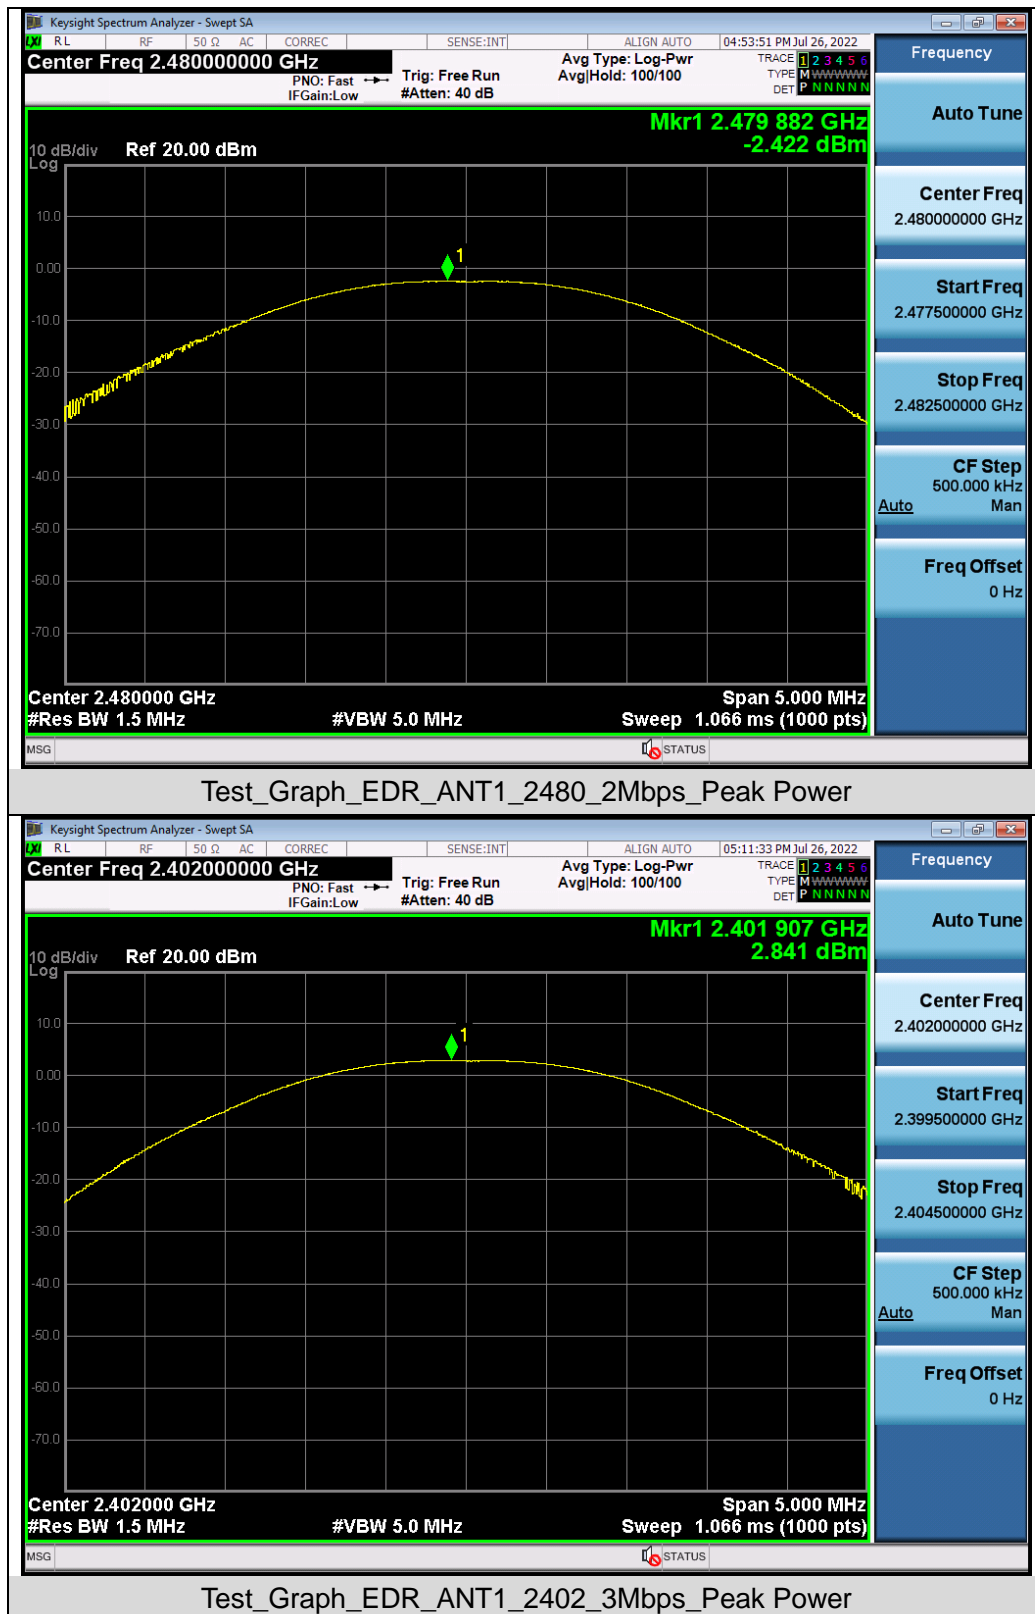 Keysight Spectrum Analyzer - Swept SA
LXI RL RF 50 Ω AC CORREC SENSE:INT ALIGN AUTO 04:53:51 PM Jul 26, 2022
Center Freq 2.480000000 GHz
PNO: Fast
IFGain:Low
Trig: Free Run
#Atten: 40 dB
Avg Type: Log-Pwr
Avg|Hold: 100/100
TRACE 1 2 3 4 5 6
TYPE M WWWWW
DET P N N N N N
Mkr1 2.479 882 GHz
-2.422 dBm
10 dB/div Ref 20.00 dBm
Log
10.0
0.00
-10.0
-20.0
-30.0
-40.0
-50.0
-60.0
-70.0
1
Center 2.480000 GHz Span 5.000 MHz
#Res BW 1.5 MHz #VBW 5.0 MHz Sweep 1.066 ms (1000 pts)
MSG STATUS
Frequency
Auto Tune
Center Freq
2.480000000 GHz
Start Freq
2.477500000 GHz
Stop Freq
2.482500000 GHz
CF Step
500.000 kHz
Auto Man
Freq Offset
0 Hz
Test_Graph_EDR_ANT1_2480_2Mbps_Peak Power
Keysight Spectrum Analyzer - Swept SA
LXI RL RF 50 Ω AC CORREC SENSE:INT ALIGN AUTO 05:11:33 PM Jul 26, 2022
Center Freq 2.402000000 GHz
PNO: Fast
IFGain:Low
Trig: Free Run
#Atten: 40 dB
Avg Type: Log-Pwr
Avg|Hold: 100/100
TRACE 1 2 3 4 5 6
TYPE M WWWWW
DET P N N N N N
Mkr1 2.401 907 GHz
2.841 dBm
10 dB/div Ref 20.00 dBm
Log
10.0
0.00
-10.0
-20.0
-30.0
-40.0
-50.0
-60.0
-70.0
1
Center 2.402000 GHz Span 5.000 MHz
#Res BW 1.5 MHz #VBW 5.0 MHz Sweep 1.066 ms (1000 pts)
MSG STATUS
Frequency
Auto Tune
Center Freq
2.402000000 GHz
Start Freq
2.399500000 GHz
Stop Freq
2.404500000 GHz
CF Step
500.000 kHz
Auto Man
Freq Offset
0 Hz
Test_Graph_EDR_ANT1_2402_3Mbps_Peak Power